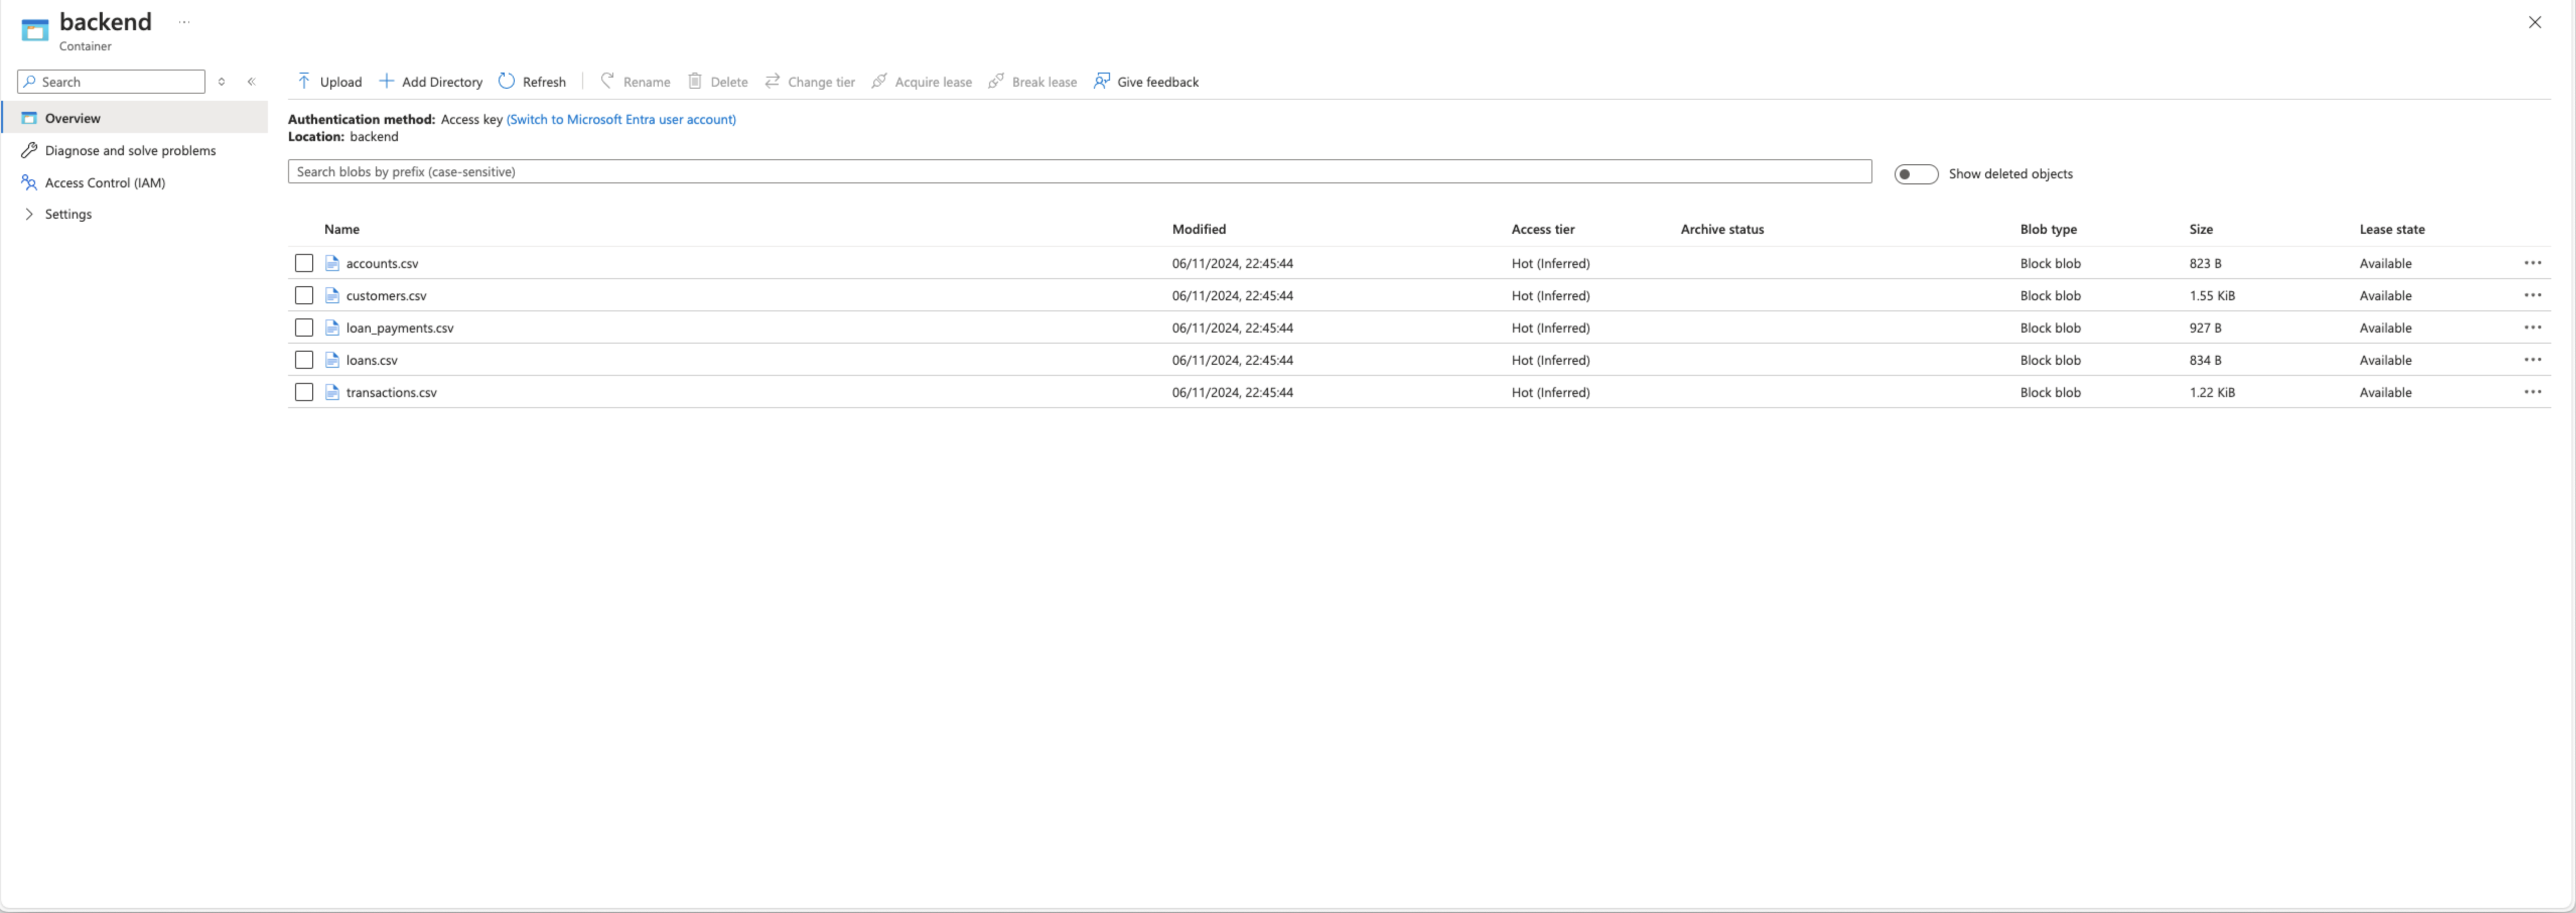 backend ...
Container
Search
Upload Add Directory Refresh Rename Delete Change tier Acquire lease Break lease Give feedback
Overview
Diagnose and solve problems
Access Control (IAM)
Settings
Authentication method: Access key (Switch to Microsoft Entra user account)
Location: backend
Search blobs by prefix (case-sensitive)
Show deleted objects
Name Modified Access tier Archive status Blob type Size Lease state
accounts.csv 06/11/2024, 22:45:44 Hot (Inferred) Block blob 823 B Available ...
customers.csv 06/11/2024, 22:45:44 Hot (Inferred) Block blob 1.55 KiB Available ...
loan_payments.csv 06/11/2024, 22:45:44 Hot (Inferred) Block blob 927 B Available ...
loans.csv 06/11/2024, 22:45:44 Hot (Inferred) Block blob 834 B Available ...
transactions.csv 06/11/2024, 22:45:44 Hot (Inferred) Block blob 1.22 KiB Available ...